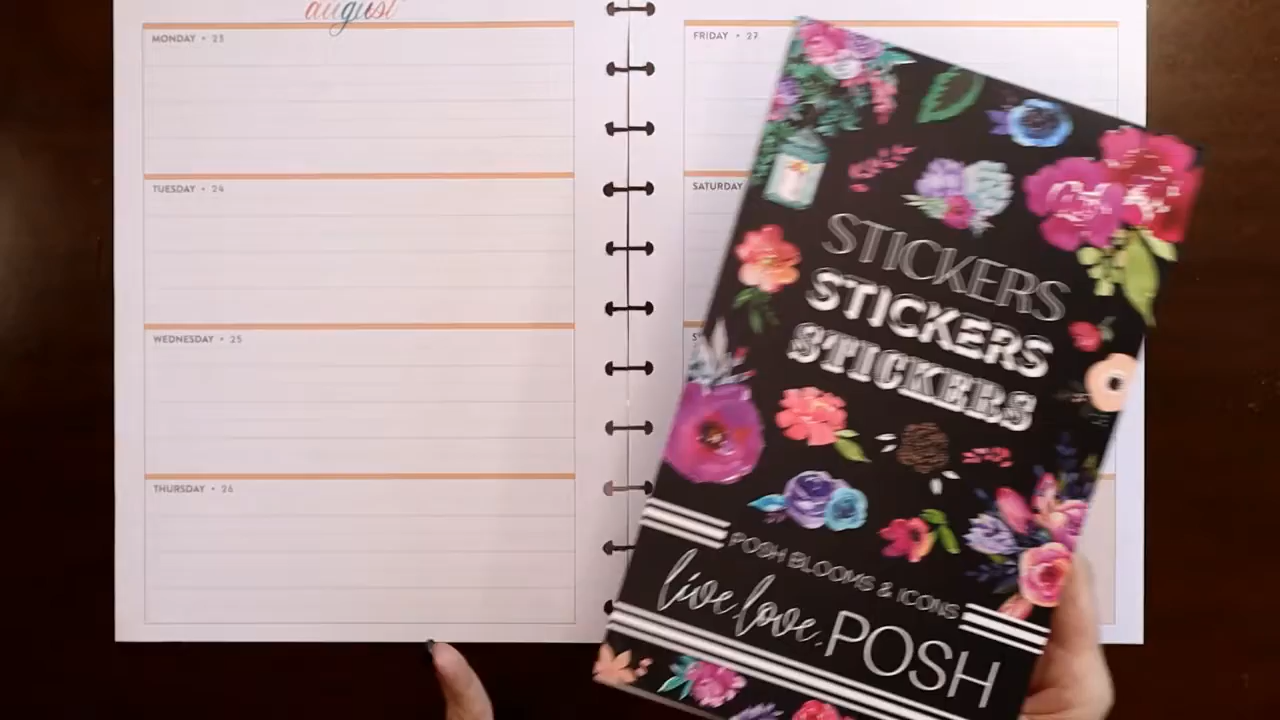 august
MONDAY • 23
TUESDAY • 24
WEDNESDAY • 25
THURSDAY • 26
FRIDAY • 27
SATURDAY
STICKERS
STICKERS
STICKERS
POSH BLOOMS & ICONS
live love. POSH